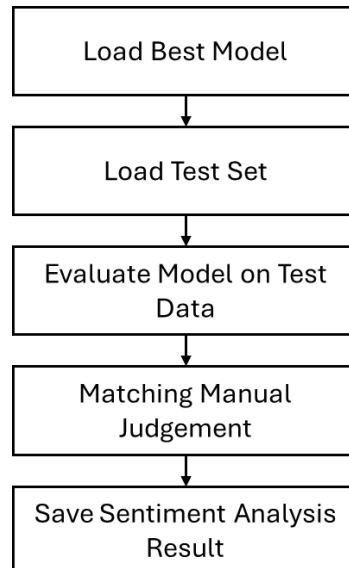 Load Best Model
Load Test Set
Evaluate Model on Test
Data
Matching Manual
Judgement
Save Sentiment Analysis
Result